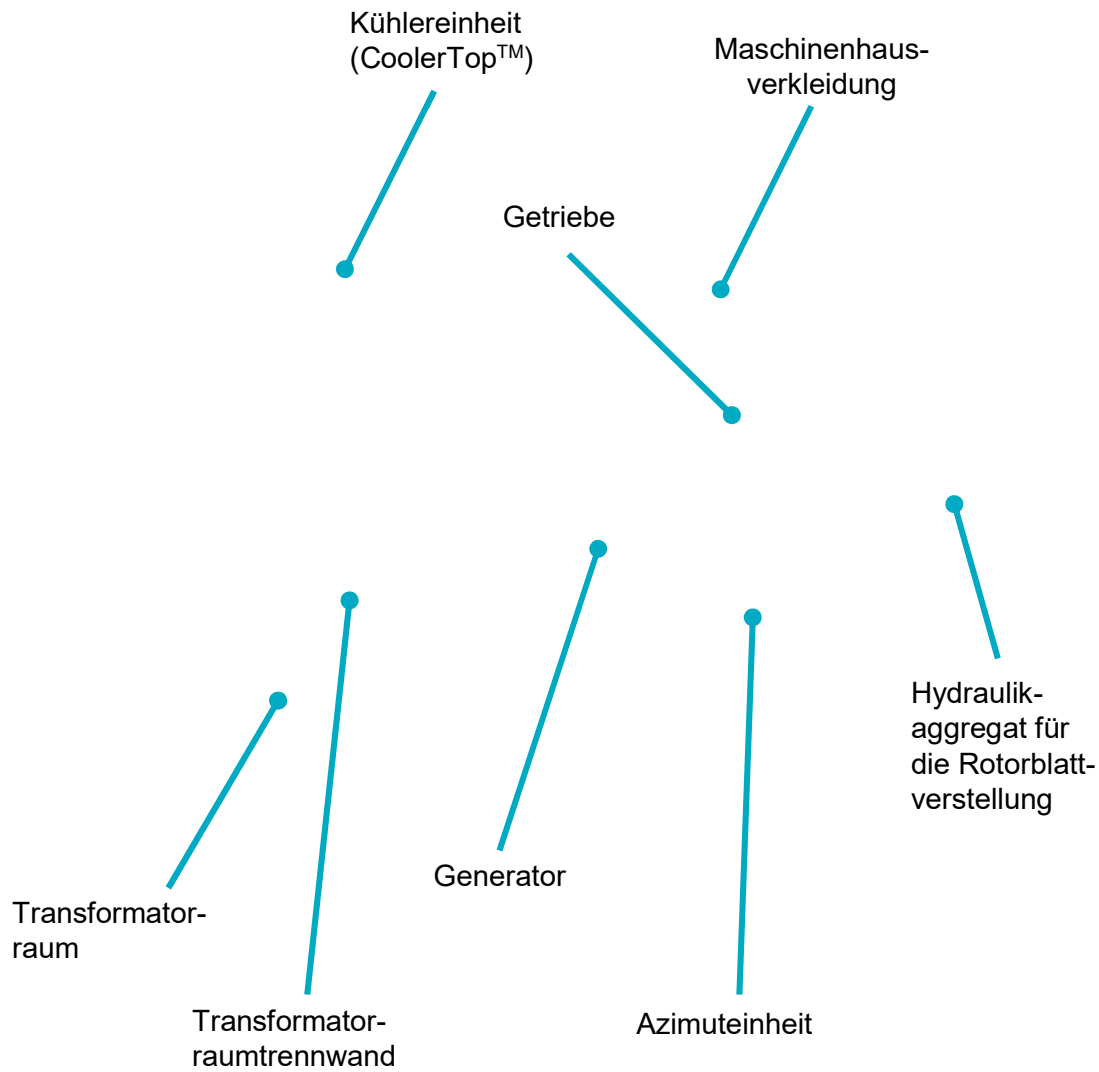 Kühlereinheit
(CoolerTop™)
Maschinenhaus-
verkleidung
Getriebe
Hydraulik-
aggregat für
die Rotorblatt-
verstellung
Generator
Transformator-
raum
Transformator-
raumtrennwand
Azimuteinheit